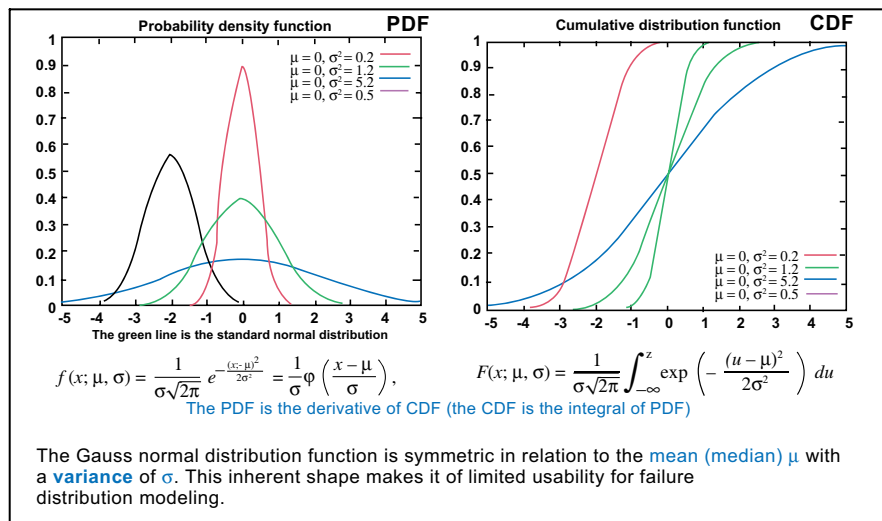 Probability density function PDF
1
0.9
0.8
0.7
0.6
0.5
0.4
0.3
0.2
0.1
0
μ = 0, σ² = 0.2
μ = 0, σ² = 1.2
μ = 0, σ² = 5.2
μ = 0, σ² = 0.5
-5 -4 -3 -2 -1 0 1 2 3 4 5
The green line is the standard normal distribution
f (x; μ, σ) = 1/(σ√2π) e^(-(x;-μ)²/2σ²) = 1/σ φ ((x – μ)/σ) ,
Cumulative distribution function CDF
1
0.9
0.8
0.7
0.6
0.5
0.4
0.3
0.2
0.1
0
μ = 0, σ² = 0.2
μ = 0, σ² = 1.2
μ = 0, σ² = 5.2
μ = 0, σ² = 0.5
-5 -4 -3 -2 -1 0 1 2 3 4 5
F(x; μ, σ) = 1/(σ√2π) ∫_{-∞}^{z} exp (– (u – μ)²/2σ²) du
The PDF is the derivative of CDF (the CDF is the integral of PDF)
The Gauss normal distribution function is symmetric in relation to the mean (median) μ with
a variance of σ. This inherent shape makes it of limited usability for failure
distribution modeling.